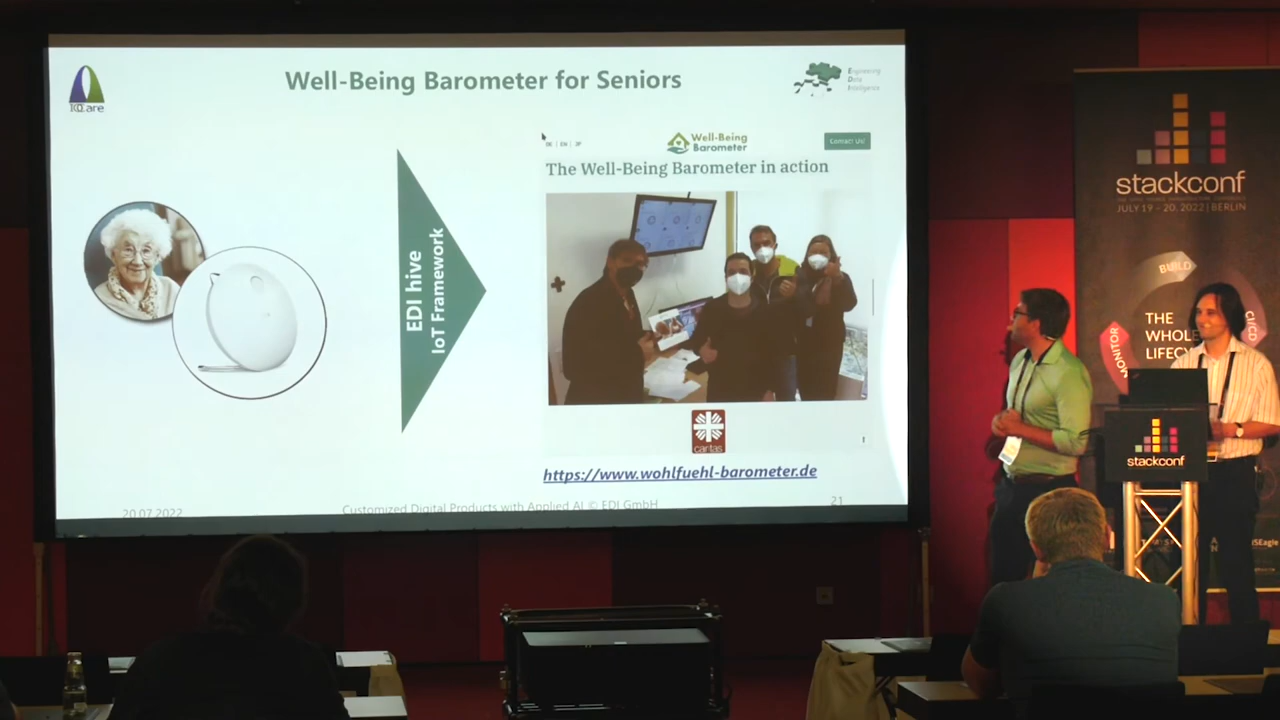 Well-Being Barometer for Seniors
IQcare
Engineering
Data
Intelligence
EDI hive
IoT Framework
DE | EN | JP
Well-Being
Barometer
Contact Us!
The Well-Being Barometer in action
caritas
https://www.wohlfuehl-barometer.de
20.07.2022
Customized Digital Products with Applied AI © EDI GmbH
21
stackconf
JULY 19 – 20, 2022 | BERLIN
BUILD
CI/CD
MONITOR
THE
WHOLE
LIFECYC
stackconf